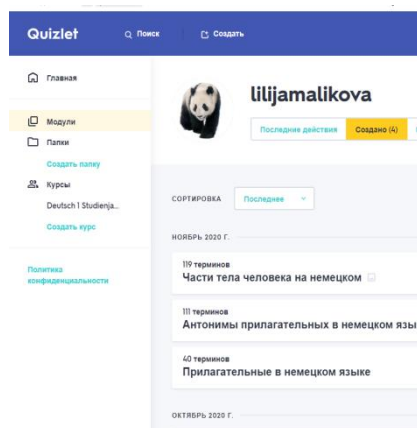 Quizlet
Поиск
Создать
Главная
Модули
Папки
Создать папку
Курсы
Deutsch 1 Studienja...
Создать курс
Политика
конфиденциальности
lilijamalikova
Последние действия
Создано (4)
СОРТИРОВКА
Последнее
НОЯБРЬ 2020 Г.
119 терминов
Части тела человека на немецком
111 терминов
Антонимы прилагательных в немецком язы
40 терминов
Прилагательные в немецком языке
ОКТЯБРЬ 2020 Г.